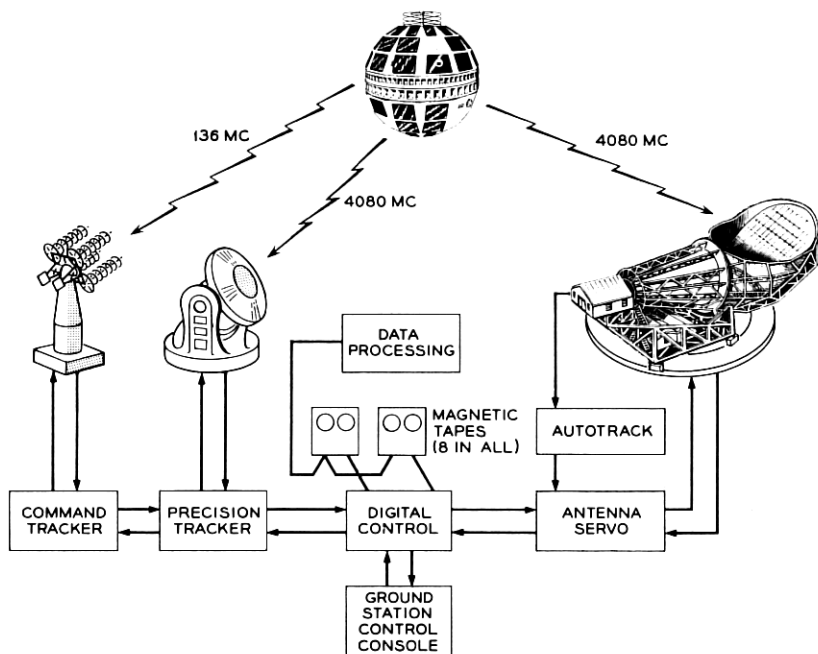 136 MC
4080 MC
4080 MC
DATA
PROCESSING
MAGNETIC
TAPES
(8 IN ALL)
AUTOTRACK
COMMAND
TRACKER
PRECISION
TRACKER
DIGITAL
CONTROL
ANTENNA
SERVO
GROUND
STATION
CONTROL
CONSOLE